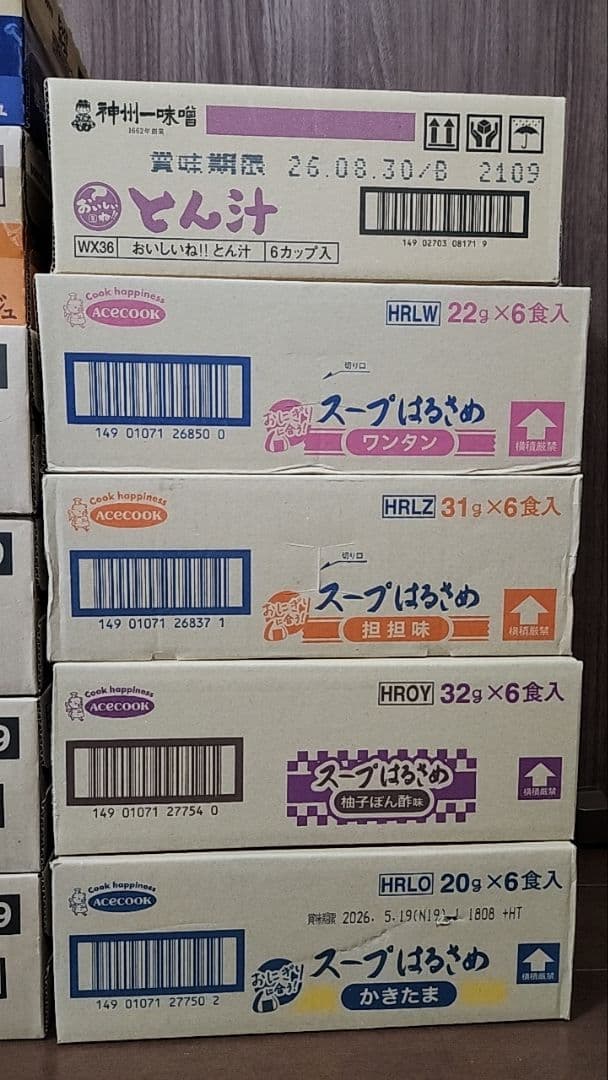 神州一味噌
1662年創業
賞味期限 26.08.30/B 2109
おいしいね!! とん汁
WX36 おいしいね!! とん汁 6カップ入
149 02703 08171 9
Cook happiness
ACECOOK
HRLW 22g×6食入
切り口
149 01071 26850 0
おにぎりに合う!
スープはるさめ
ワンタン
横積厳禁
Cook happiness
ACECOOK
HRLZ 31g×6食入
切り口
149 01071 26837 1
おにぎりに合う!
スープはるさめ
担担味
横積厳禁
Cook happiness
ACECOOK
HROY 32g×6食入
149 01071 27754 0
スープはるさめ
柚子ぽん酢味
横積厳禁
Cook happiness
ACECOOK
HRLO 20g×6食入
賞味期限 2026. 5.19(N19) J 1808 +HT
149 01071 27750 2
おにぎりに合う!
スープはるさめ
かきたま
横積厳禁
ュ
ジュ
9
9